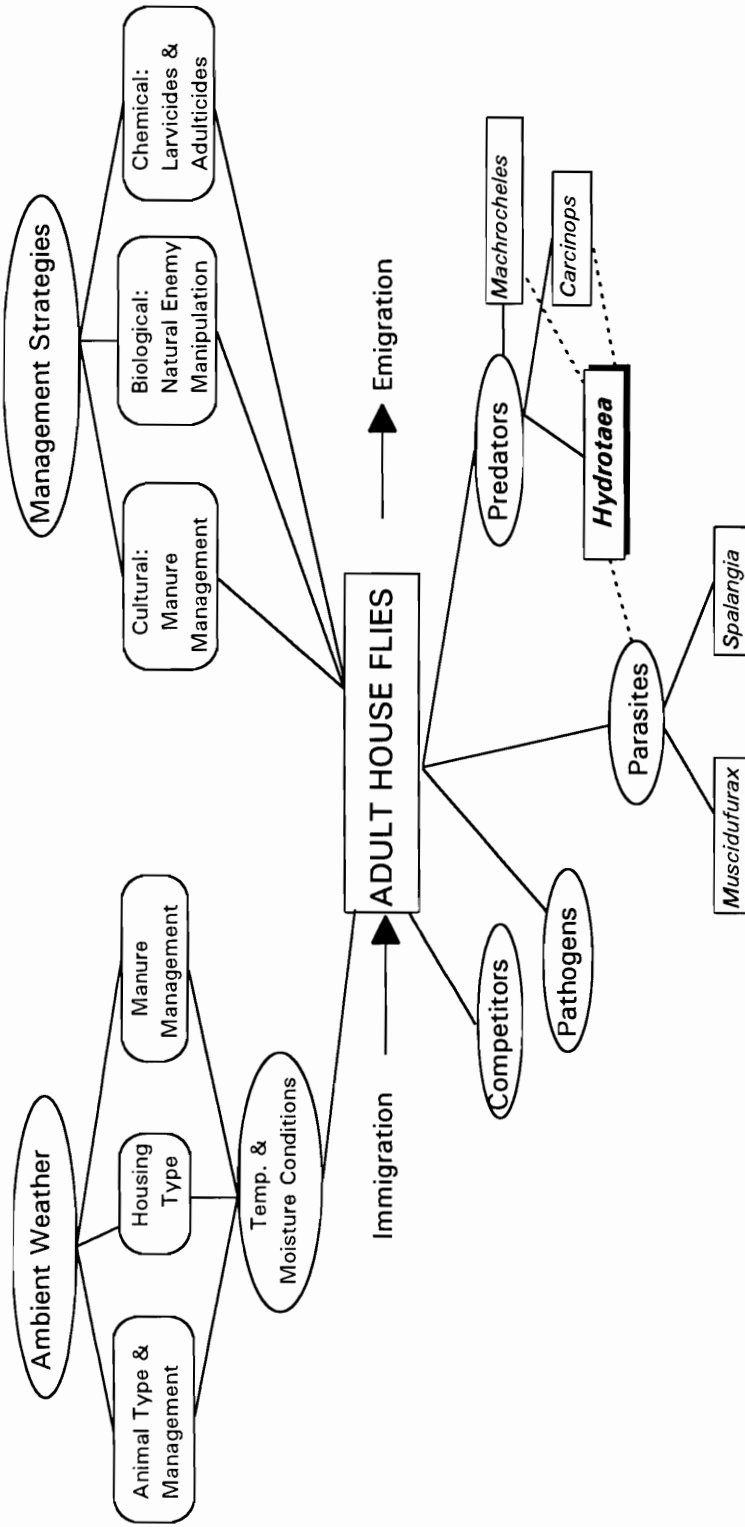 Ambient Weather
Management Strategies
Animal Type &
Management
Housing
Type
Manure
Management
Cultural:
Manure
Management
Biological:
Natural Enemy
Manipulation
Chemical:
Larvicides &
Adulticides
Temp. &
Moisture Conditions
Immigration
ADULT HOUSE FLIES
Emigration
Competitors
Pathogens
Predators
Machrocheles
Carcinops
Hydrotaea
Parasites
Muscidufurax
Spalangia